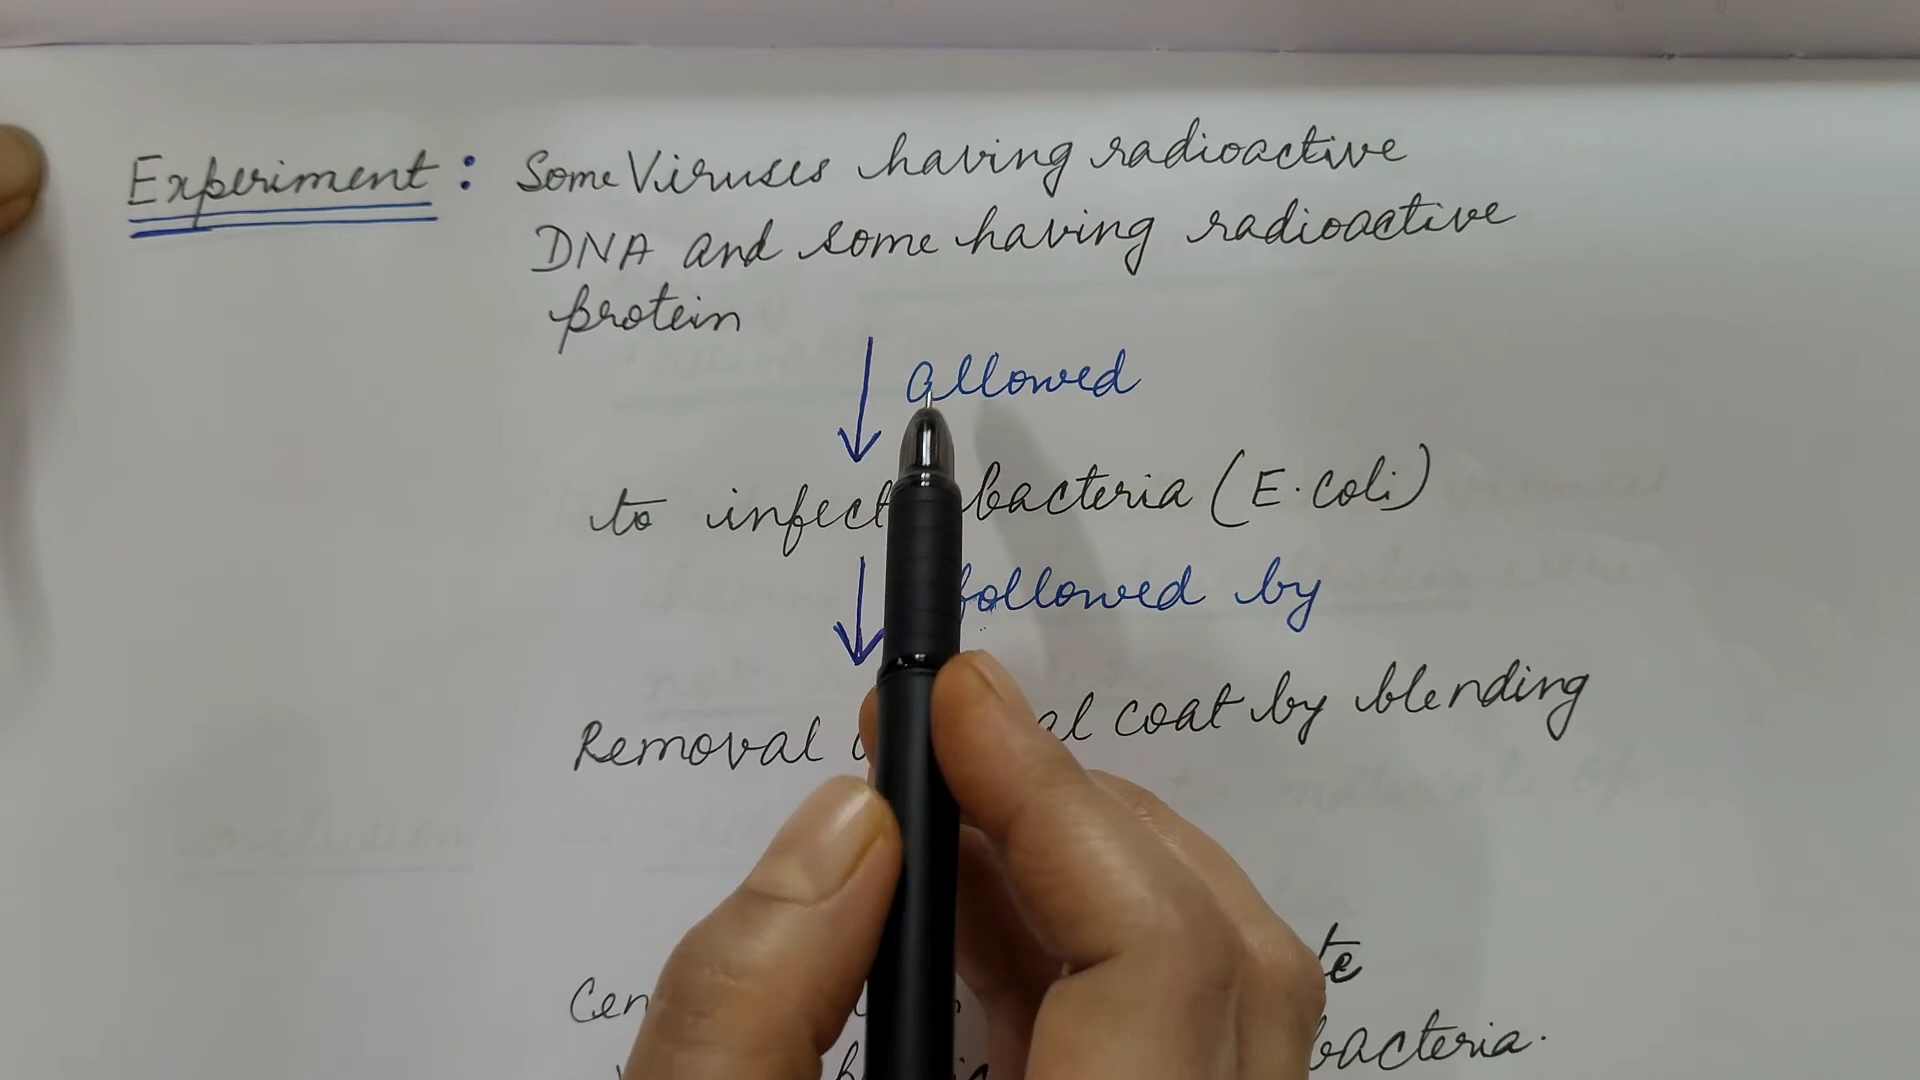 Experiment : Some Viruses having radioactive
DNA and some having radioactive
protein
allowed
to infect bacteria (E. Coli)
followed by
Removal coat by blending
bacteria.